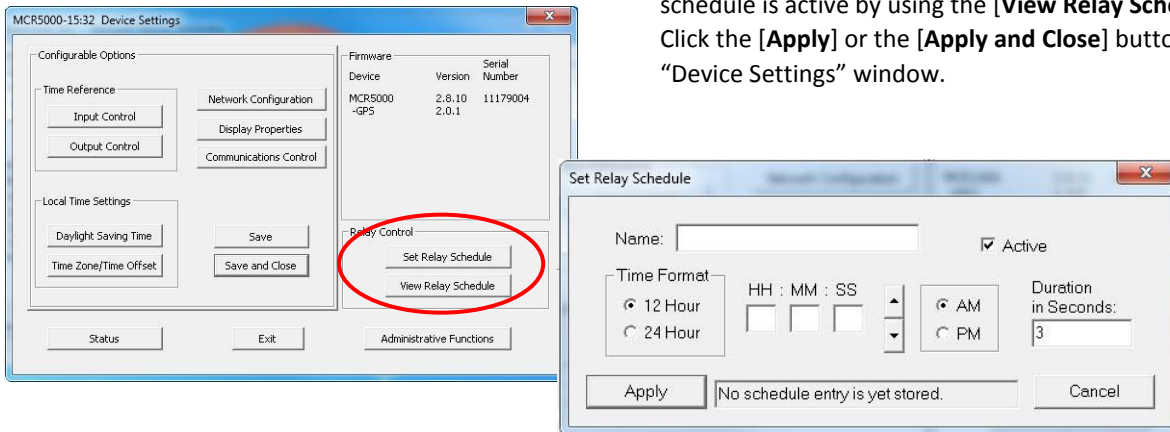 schedule is active by using the [View Relay Sche
Click the [Apply] or the [Apply and Close] butto
"Device Settings" window.
MCR5000-15:32 Device Settings
Configurable Options
Time Reference
Input Control
Output Control
Network Configuration
Display Properties
Communications Control
Local Time Settings
Daylight Saving Time
Time Zone/Time Offset
Save
Save and Close
Firmware
Device Version Serial Number
MCR5000 2.8.10 11179004
-GPS 2.0.1
Relay Control
Set Relay Schedule
View Relay Schedule
Status
Exit
Administrative Functions
Set Relay Schedule
Name:
Active
Time Format
12 Hour
24 Hour
HH : MM : SS
AM
PM
Duration
in Seconds:
3
Apply
No schedule entry is yet stored.
Cancel